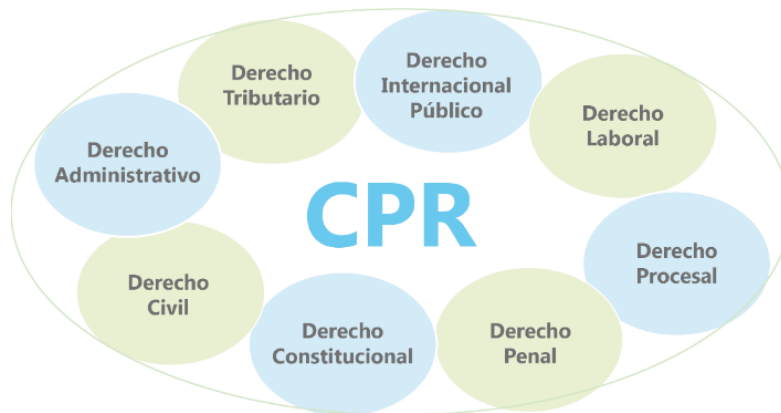 Derecho
Tributario
Derecho
Internacional
Público
Derecho
Laboral
Derecho
Administrativo
CPR
Derecho
Procesal
Derecho
Civil
Derecho
Constitucional
Derecho
Penal